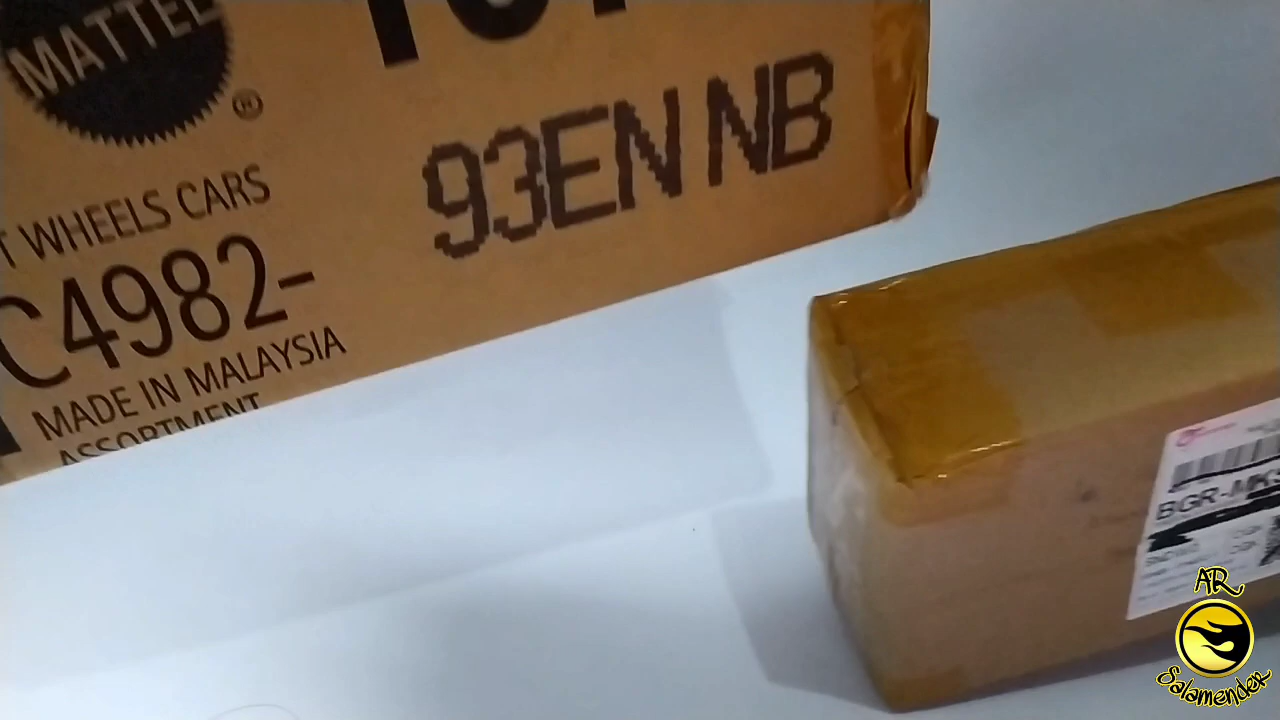 MATTEL
®
93EN NB
WHEELS CARS
C4982-
MADE IN MALAYSIA
ASSORTMENT
BGR-MK
AR
Salamender